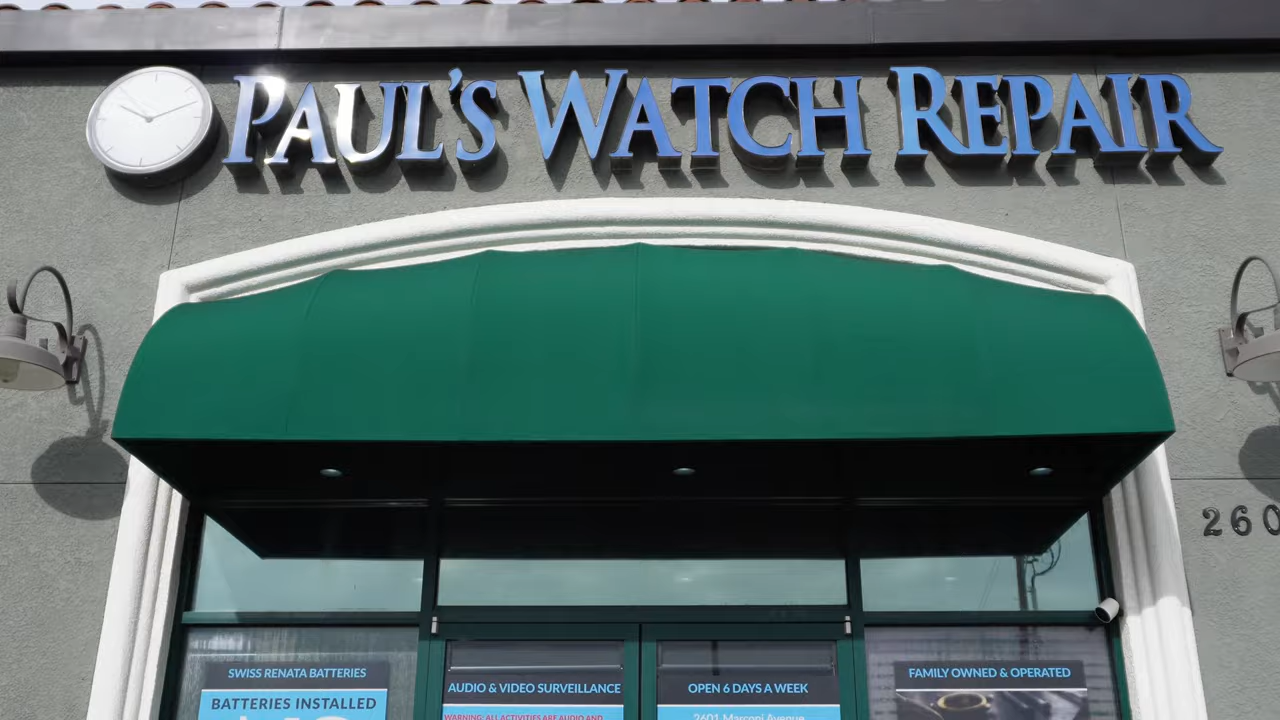 PAUL'S WATCH REPAIR
260
SWISS RENATA BATTERIES
BATTERIES INSTALLED
AUDIO & VIDEO SURVEILLANCE
WARNING: ALL ACTIVITIES ARE AUDIO AND
OPEN 6 DAYS A WEEK
2601 Marconi Avenue
FAMILY OWNED & OPERATED